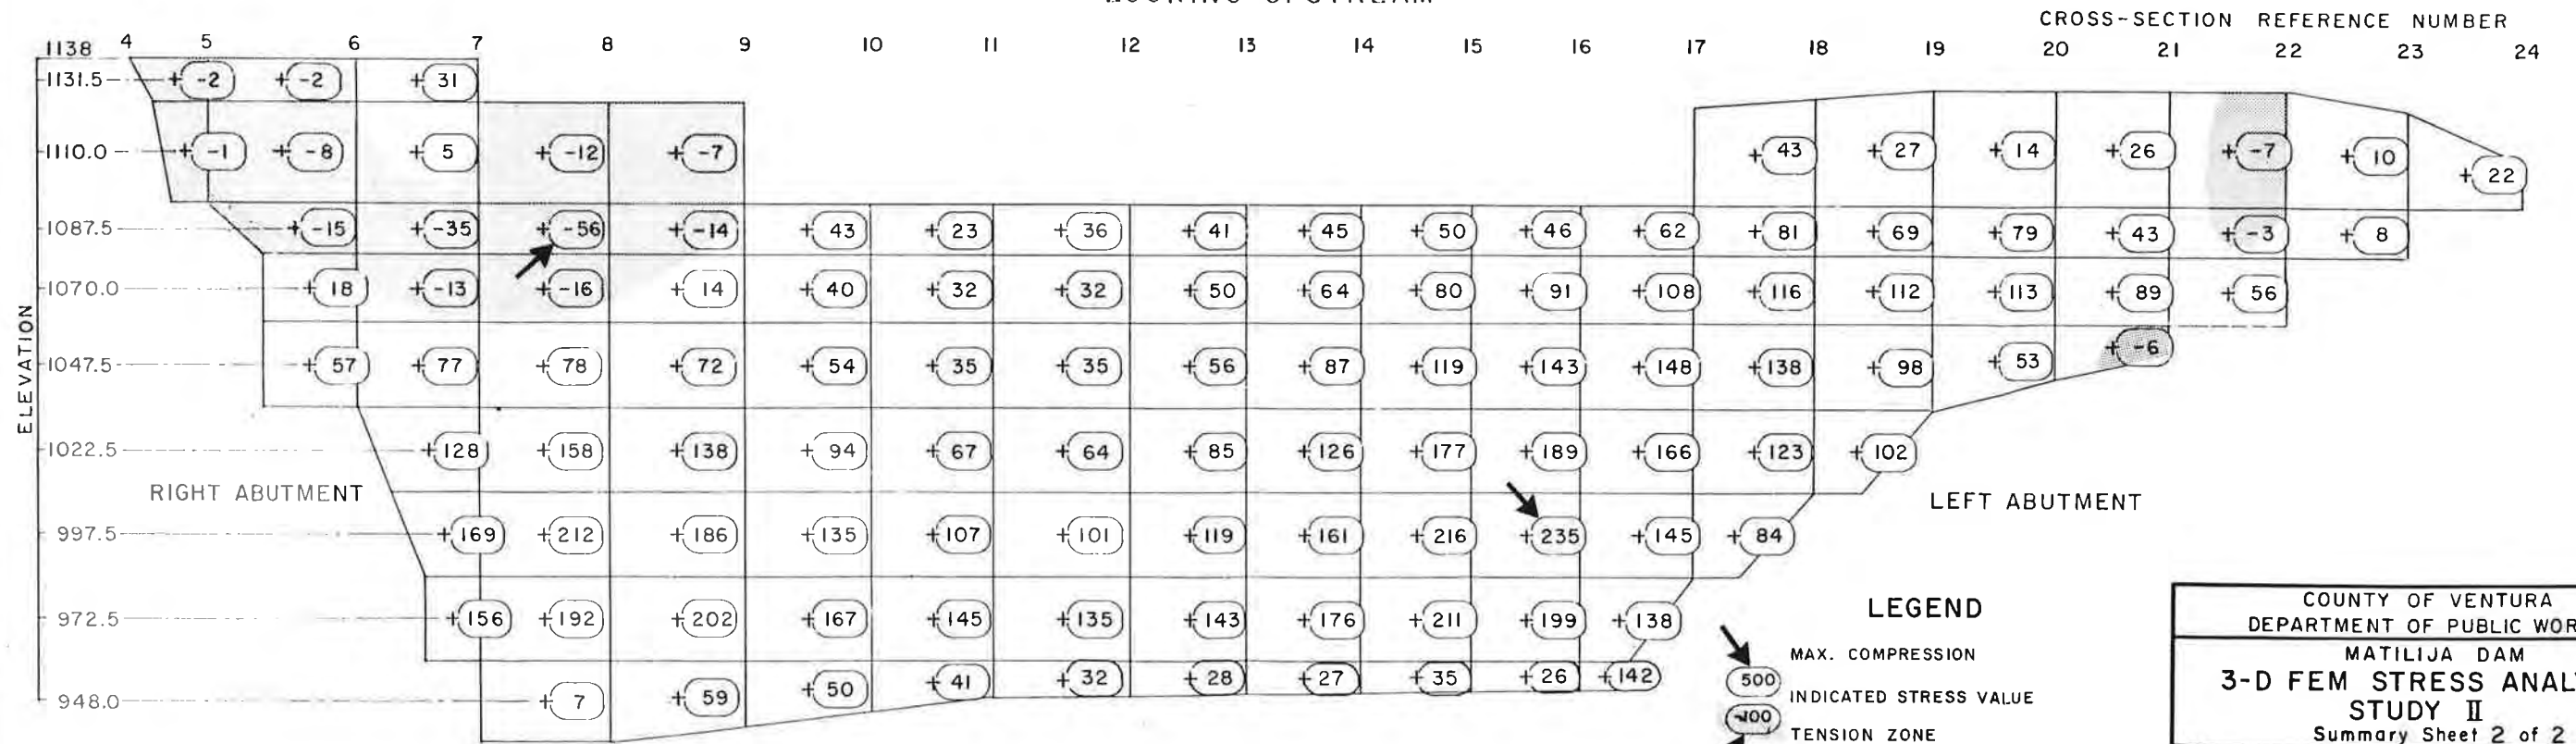 CROSS-SECTION REFERENCE NUMBER
4 5 6 7 8 9 10 11 12 13 14 15 16 17 18 19 20 21 22 23 24
1138
1131.5 -2 -2 31
1110.0 -1 -8 5 -12 -7 43 27 14 26 -7 10 22
1087.5 -15 -35 -56 -14 43 23 36 41 45 50 46 62 81 69 79 43 -3 8
1070.0 18 -13 -16 14 40 32 32 50 64 80 91 108 116 112 113 89 56
1047.5 57 77 78 72 54 35 35 56 87 119 143 148 138 98 53 -6
ELEVATION
1022.5 128 158 138 94 67 64 85 126 177 189 166 123 102
RIGHT ABUTMENT
LEFT ABUTMENT
997.5 169 212 186 135 107 101 119 161 216 235 145 84
972.5 156 192 202 167 145 135 143 176 211 199 138
948.0 7 59 50 41 32 28 27 35 26 142
LEGEND
MAX. COMPRESSION
500
INDICATED STRESS VALUE
-100
TENSION ZONE
COUNTY OF VENTURA
DEPARTMENT OF PUBLIC
MATILIJA DAM
3-D FEM STRESS
STUDY II
Summary Sheet 2 of 2